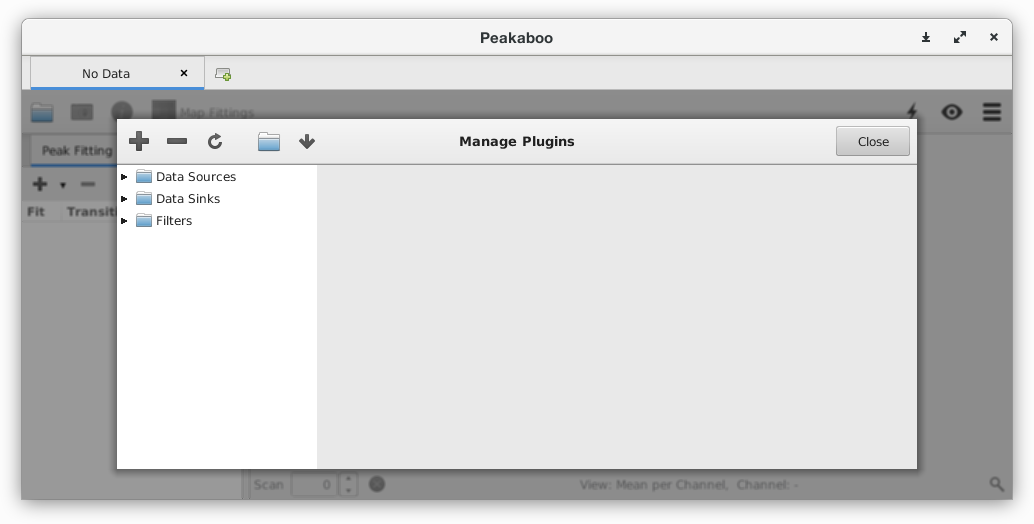 Peakaboo
No Data
Map Fittings
Manage Plugins
Close
Peak Fitting
Data Sources
Data Sinks
Filters
Fit Transiti
Scan 0 View: Mean per Channel, Channel: -